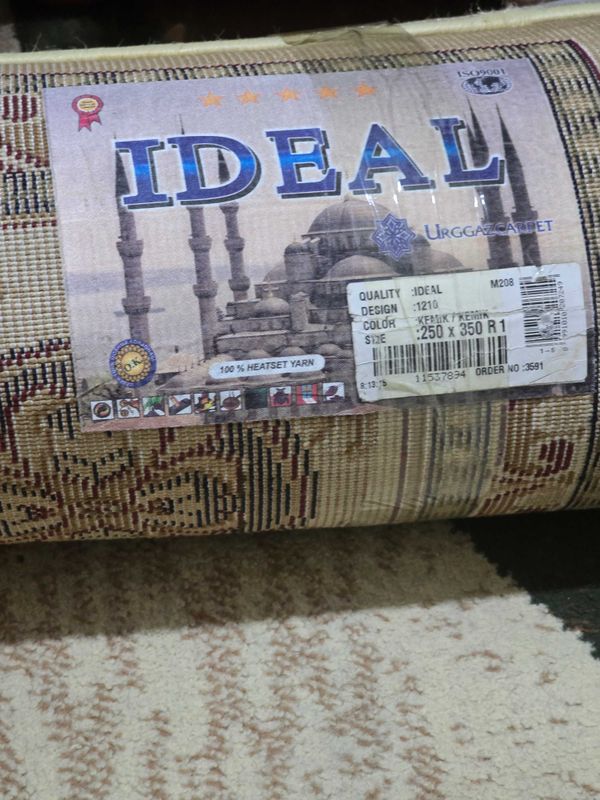 ISO9001
IDEAL
URGGAZCARPET
QUALITY :IDEAL M208
DESIGN :1210
COLOR :KEMIK / KEMIK
SIZE :250 x 350 R 1
11537894 ORDER NO :3591
100 % HEATSET YARN